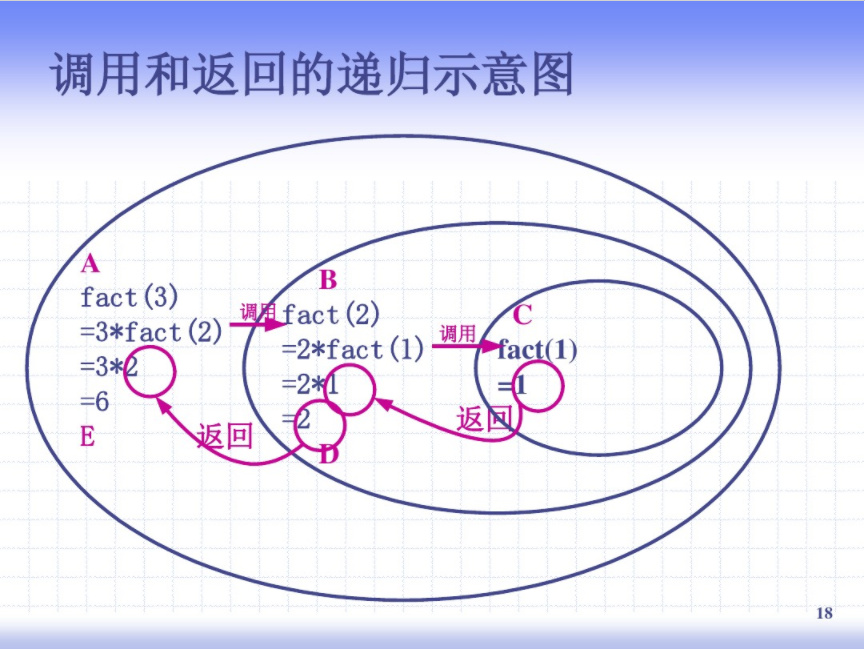 调用和返回的递归示意图
A
fact(3)
=3*fact(2)
=3*2
=6
E
调用
B
fact(2)
=2*fact(1)
=2*1
=2
D
调用
C
fact(1)
=1
返回
返回
18